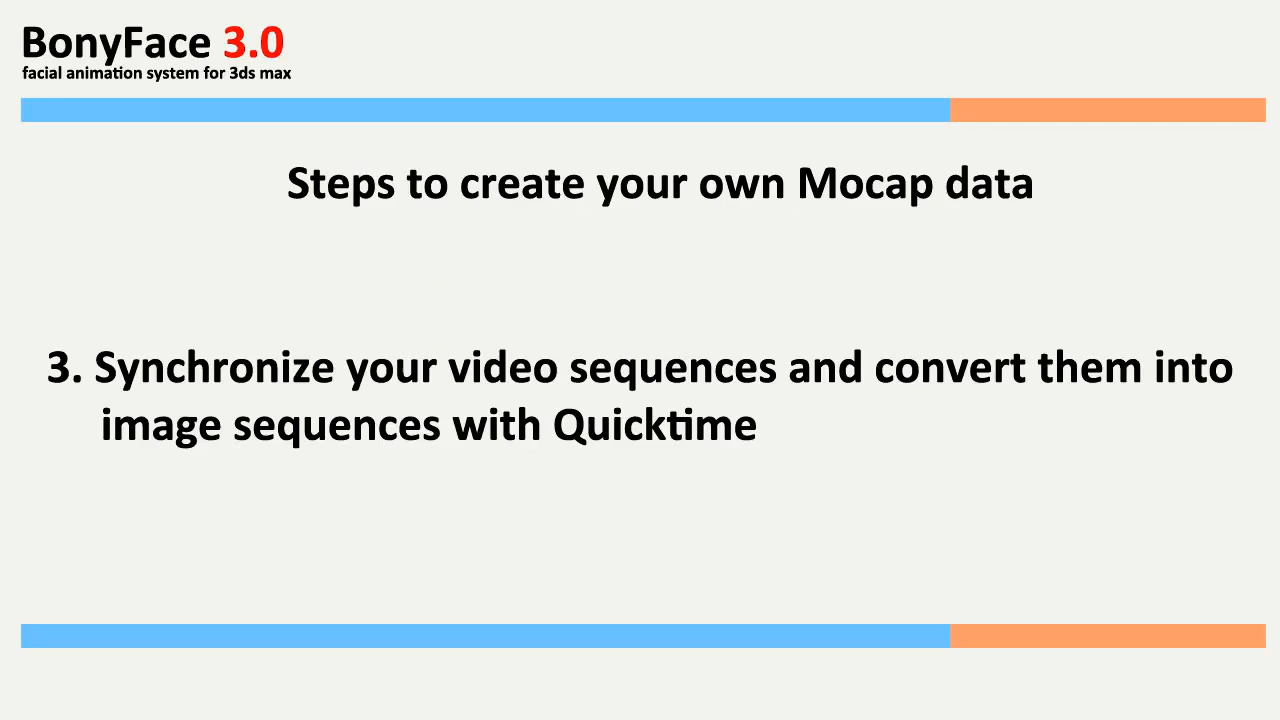 BonyFace 3.0
facial animation system for 3ds max
Steps to create your own Mocap data
3. Synchronize your video sequences and convert them into
image sequences with Quicktime